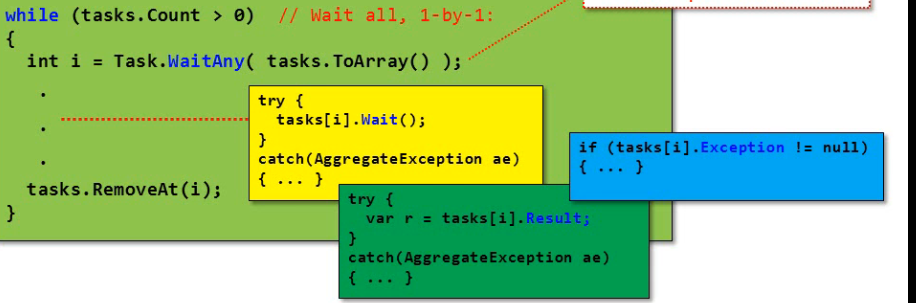 while (tasks.Count > 0)  // Wait all, 1-by-1:
{
int i = Task.WaitAny( tasks.ToArray() );
.
.
.
tasks.RemoveAt(i);
}
try {
tasks[i].Wait();
}
catch(AggregateException ae)
{ ... }
try {
var r = tasks[i].Result;
}
catch(AggregateException ae)
{ ... }
if (tasks[i].Exception != null)
{ ... }